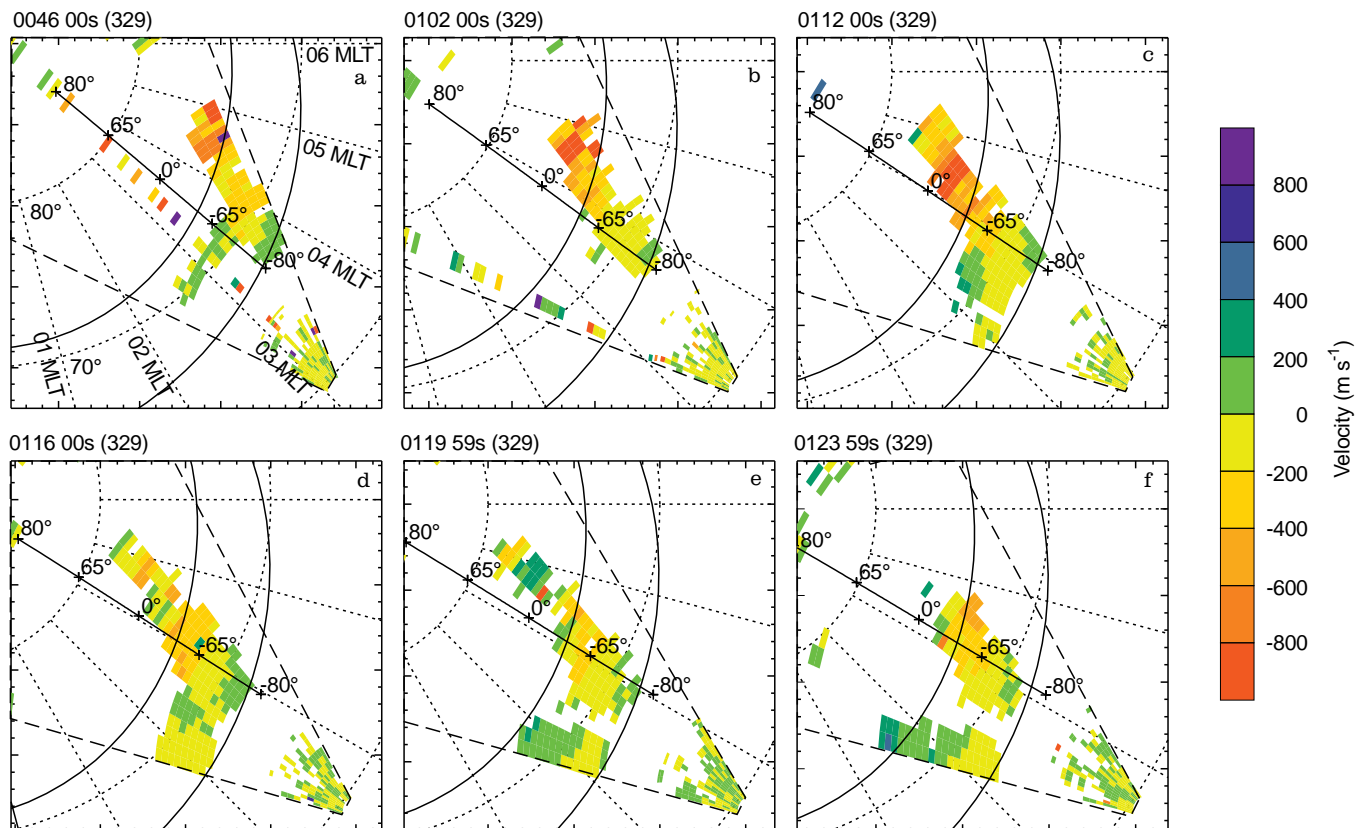 0046 00s (329)
0102 00s (329)
0112 00s (329)
06 MLT
a
80°
65°
05 MLT
0°
80°
-65°
04 MLT
-80°
01 MLT
70°
02 MLT
03 MLT
b
80°
65°
0°
-65°
-80°
c
80°
65°
0°
-65°
-80°
0116 00s (329)
0119 59s (329)
0123 59s (329)
d
80°
65°
0°
-65°
-80°
e
80°
65°
0°
-65°
-80°
f
80°
65°
0°
-65°
-80°
800
600
400
200
0
-200
-400
-600
-800
Velocity (m s⁻¹)